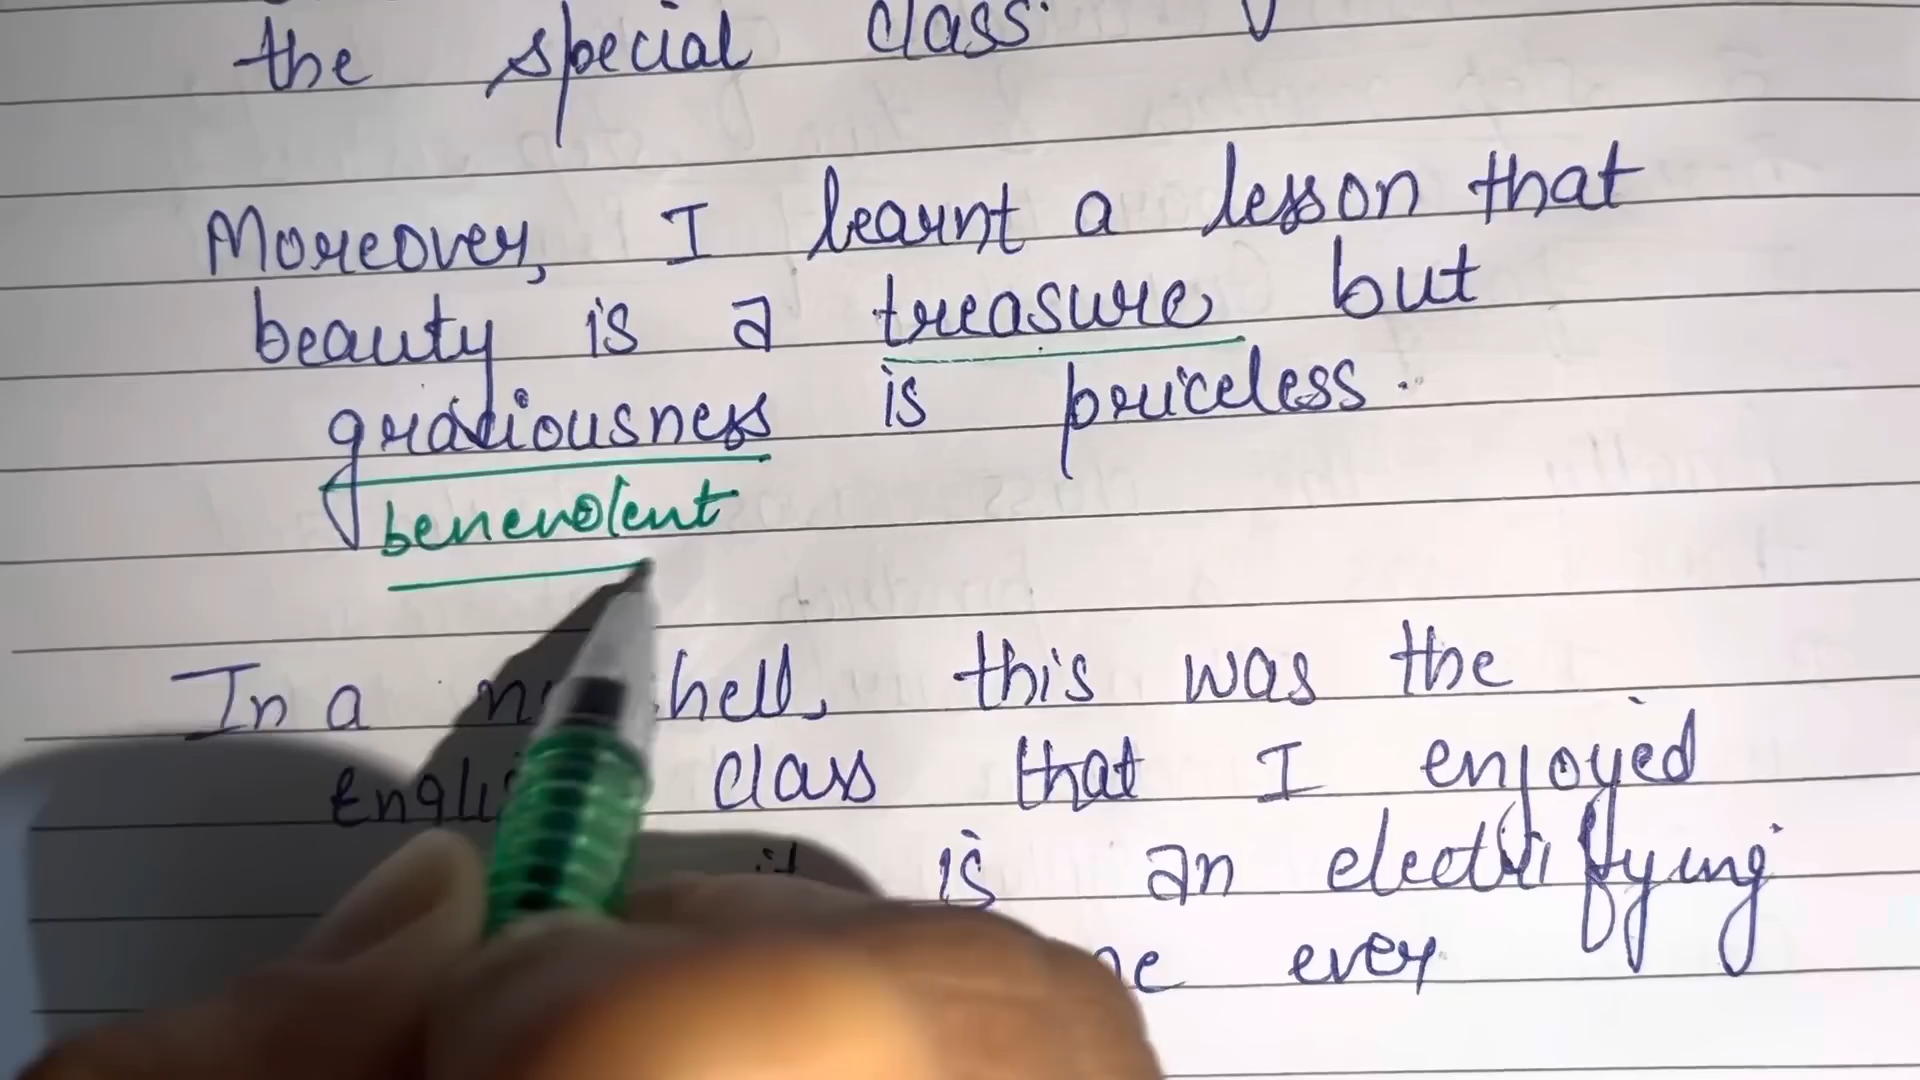 the special class.
Moreover, I learnt a lesson that
beauty is a treasure but
graciousness is priceless.
benevolent
In a hell, this was the
class that I enjoyed
is an electrifying
ever